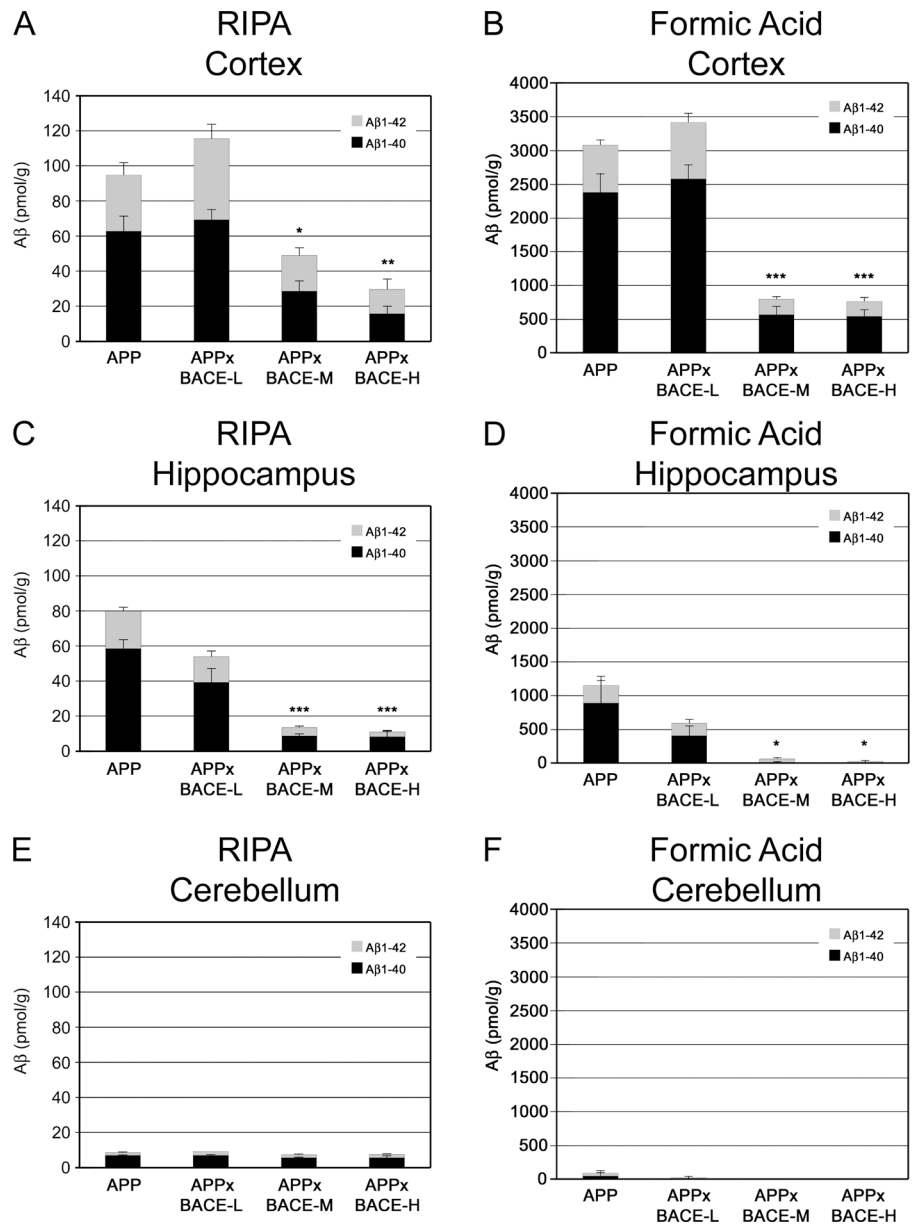 A
RIPA
Cortex
140
120
100
80
60
40
20
0
Aβ (pmol/g)
Aβ1-42
Aβ1-40
*
**
APP
APPx
BACE-L
APPx
BACE-M
APPx
BACE-H
B
Formic Acid
Cortex
4000
3500
3000
2500
2000
1500
1000
500
0
Aβ (pmol/g)
Aβ1-42
Aβ1-40
***
***
APP
APPx
BACE-L
APPx
BACE-M
APPx
BACE-H
C
RIPA
Hippocampus
140
120
100
80
60
40
20
0
Aβ (pmol/g)
Aβ1-42
Aβ1-40
***
***
APP
APPx
BACE-L
APPx
BACE-M
APPx
BACE-H
D
Formic Acid
Hippocampus
4000
3500
3000
2500
2000
1500
1000
500
0
Aβ (pmol/g)
Aβ1-42
Aβ1-40
*
*
APP
APPx
BACE-L
APPx
BACE-M
APPx
BACE-H
E
RIPA
Cerebellum
140
120
100
80
60
40
20
0
Aβ (pmol/g)
Aβ1-42
Aβ1-40
APP
APPx
BACE-L
APPx
BACE-M
APPx
BACE-H
F
Formic Acid
Cerebellum
4000
3500
3000
2500
2000
1500
1000
500
0
Aβ (pmol/g)
Aβ1-42
Aβ1-40
APP
APPx
BACE-L
APPx
BACE-M
APPx
BACE-H